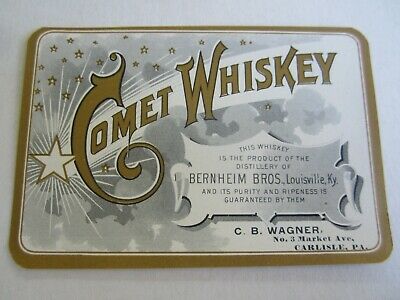 COMET WHISKEY
THIS WHISKEY
IS THE PRODUCT OF THE
DISTILLERY OF
BERNHEIM BROS., Louisville, Ky.
AND ITS PURITY AND RIPENESS IS
GUARANTEED BY THEM
C. B. WAGNER,
No. 3 Market Ave,
CARLISLE, PA.